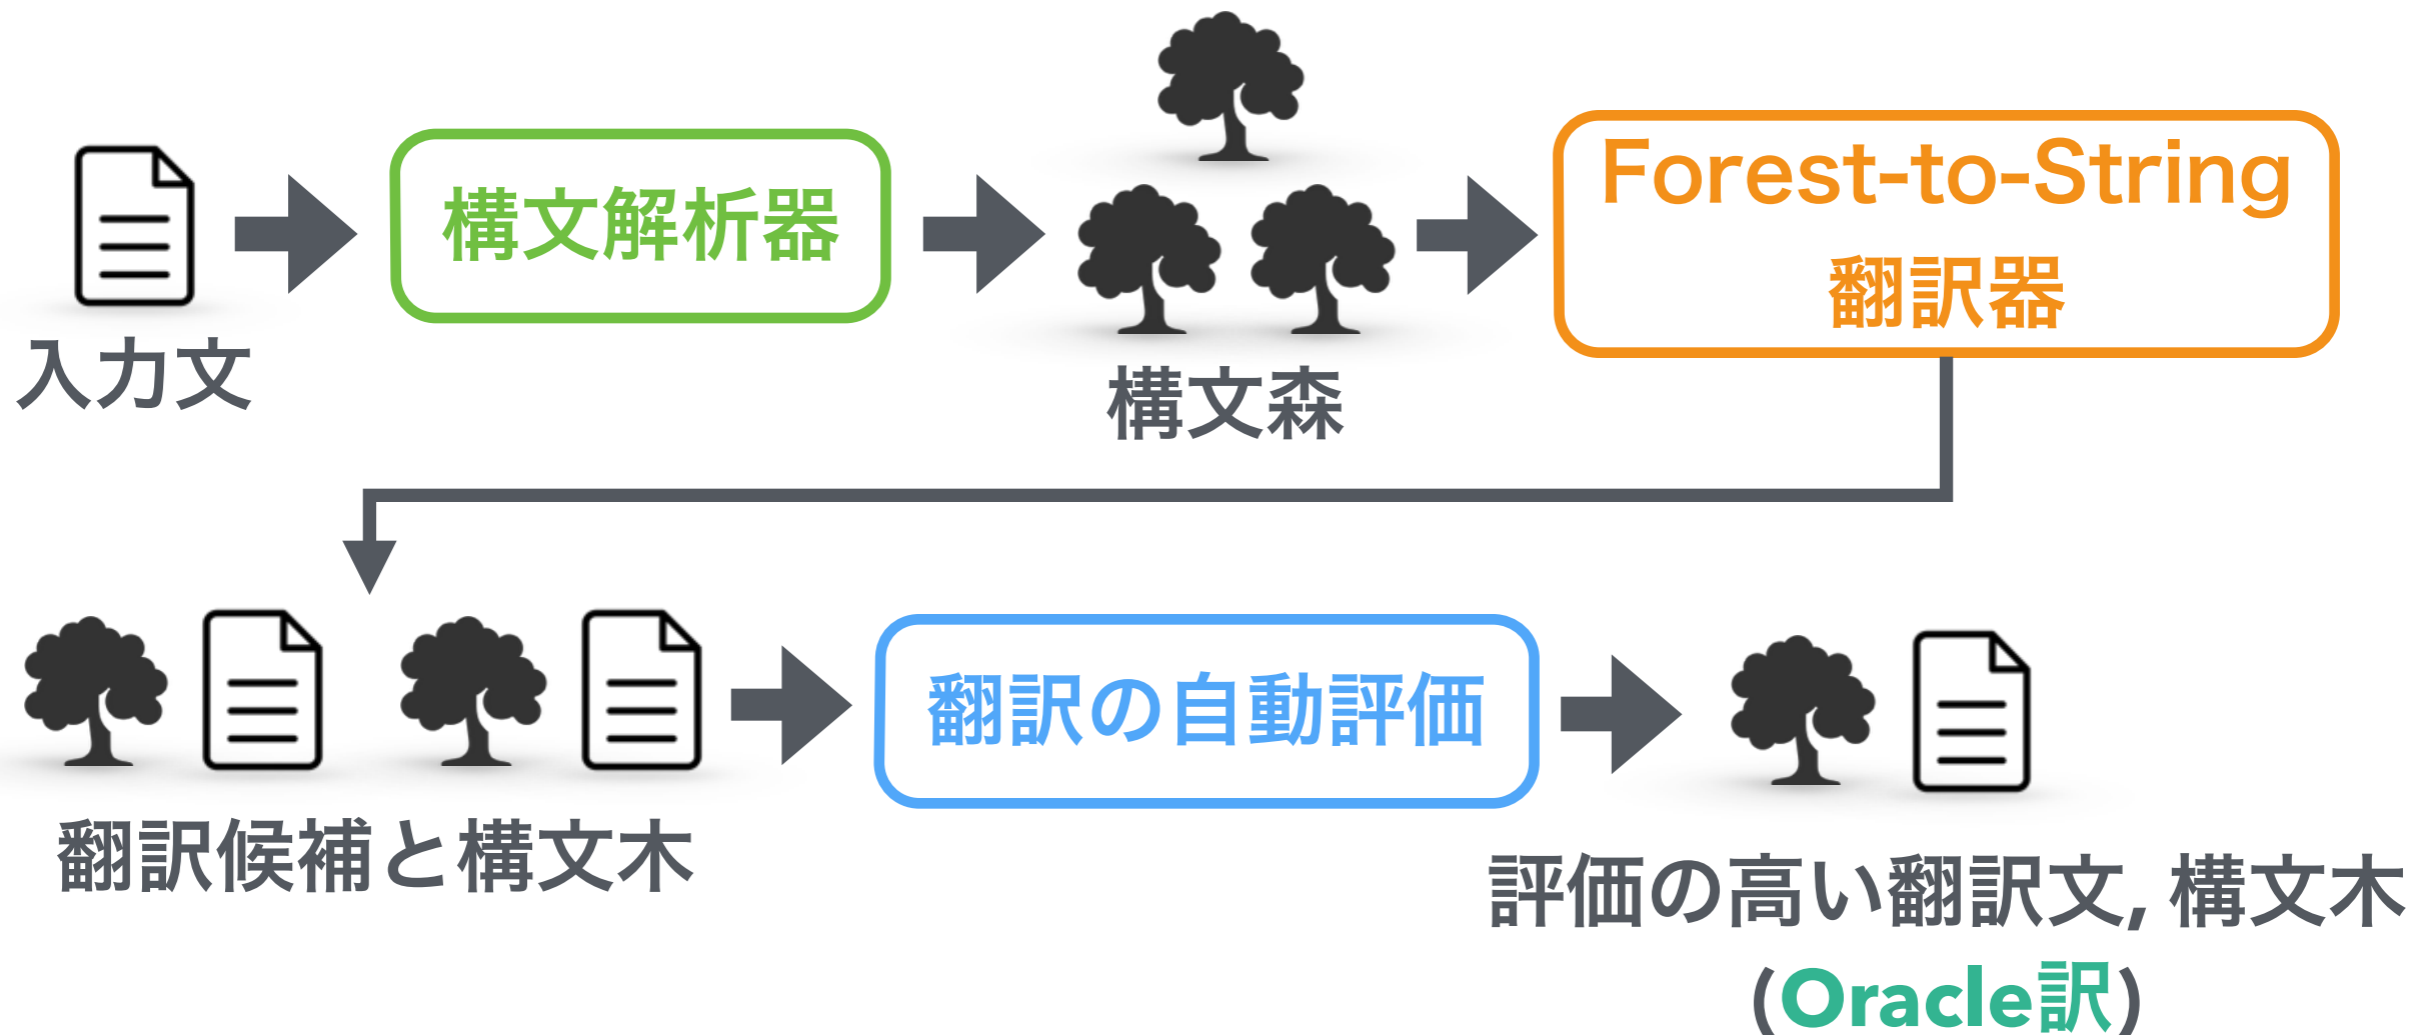 入力文
構文解析器
構文森
Forest-to-String
翻訳器
翻訳候補と構文木
翻訳の自動評価
評価の高い翻訳文, 構文木
(Oracle訳)